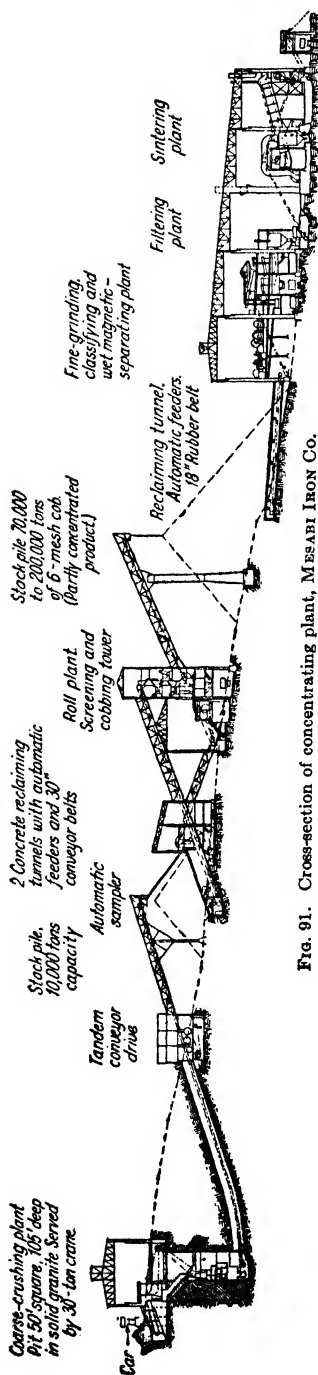 Coarse-crushing plant
Pit 50' square, 105' deep
in solid granite Served
by 30-ton crane.
Car
Tandem
conveyor
drive
Stock pile,
10,000 tons
capacity
Automatic
sampler
2 Concrete reclaiming
tunnels with automatic
feeders and 30"
conveyor belts
Roll plant.
Screening and
cobbing tower
Stock pile 70,000
to 200,000 tons
of 6-mesh cob.
(Partly concentrated
product.)
Reclaiming tunnel.
Automatic feeders.
18" Rubber belt
Fine-grinding,
classifying and
wet magnetic-
separating plant
Filtering
plant
Sintering
plant
FIG. 91. Cross-section of concentrating plant, MESABI IRON CO.